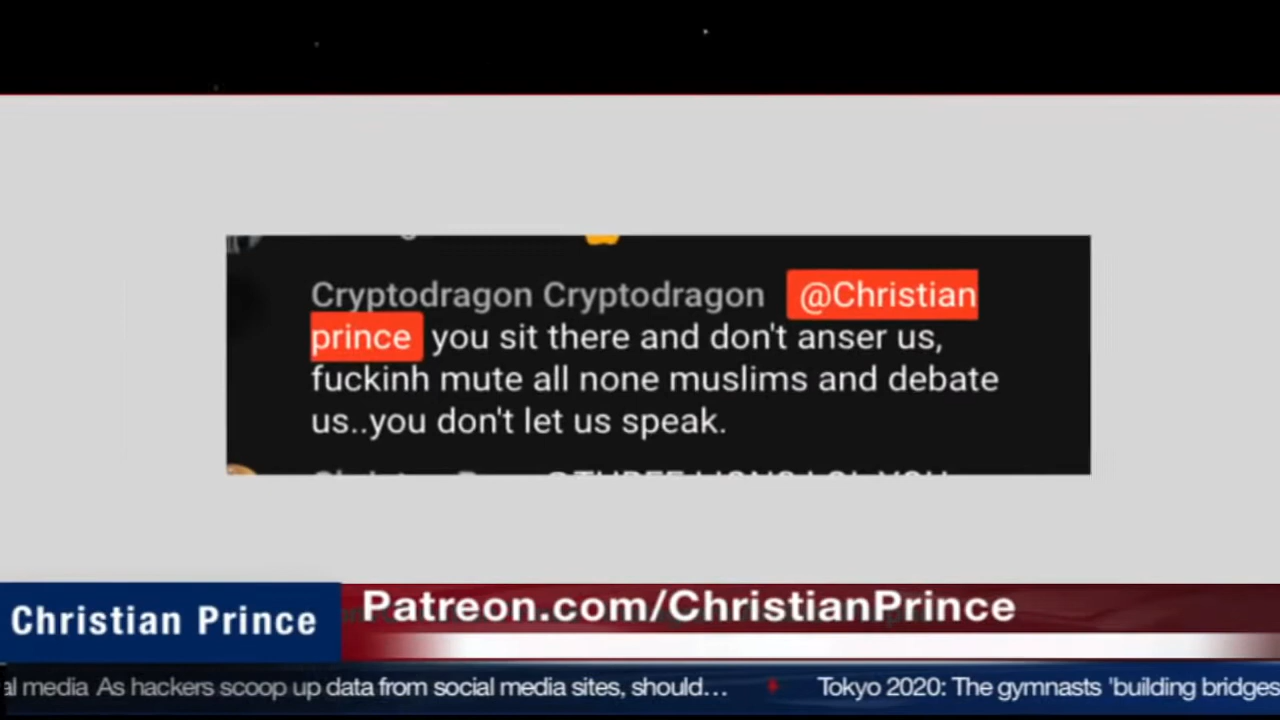 Cryptodragon Cryptodragon @Christian
prince you sit there and don't anser us,
fuckinh mute all none muslims and debate
us..you don't let us speak.
Christian Prince
Patreon.com/ChristianPrince
al media As hackers scoop up data from social media sites, should… Tokyo 2020: The gymnasts 'building bridges